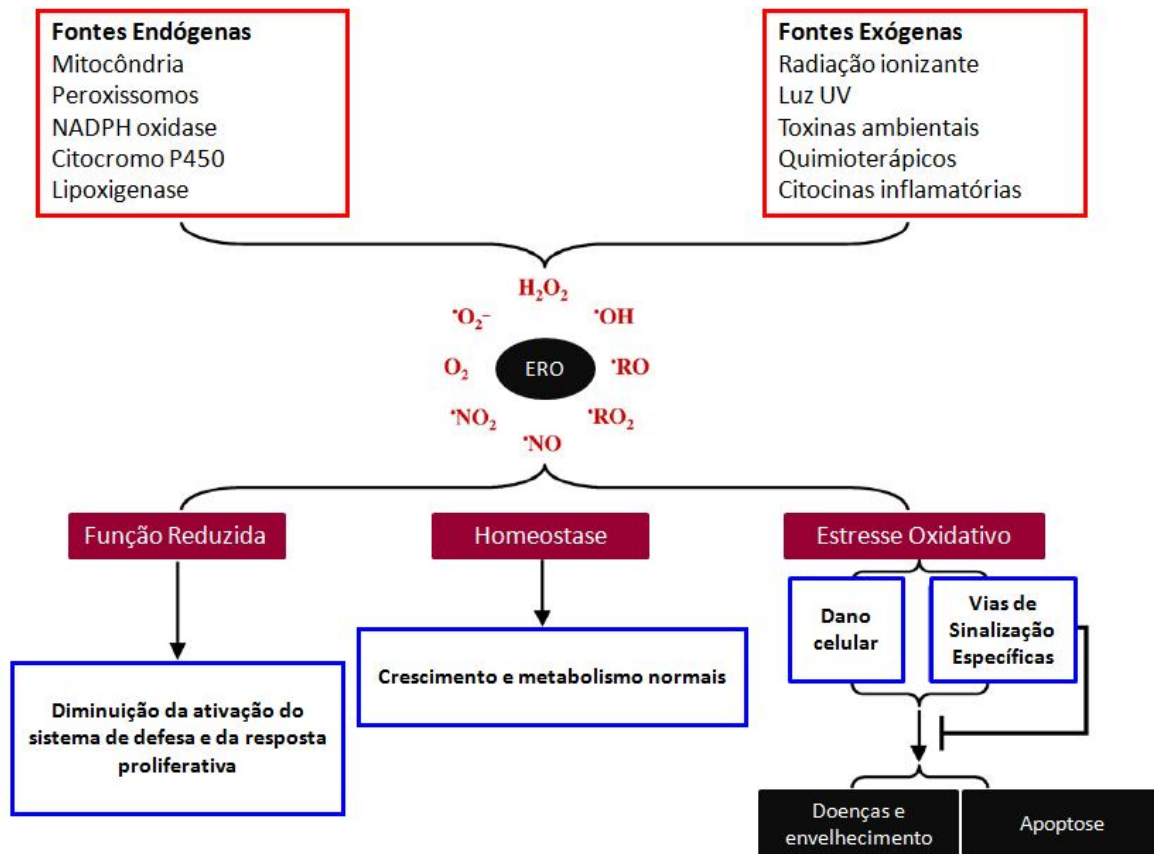 Fontes Endógenas
Mitocôndria
Peroxissomos
NADPH oxidase
Citocromo P450
Lipoxigenase
Fontes Exógenas
Radiação ionizante
Luz UV
Toxinas ambientais
Quimioterápicos
Citocinas inflamatórias
H₂O₂
•O₂⁻
•OH
O₂
ERO
•RO
•NO₂
•RO₂
•NO
Função Reduzida
Homeostase
Estresse Oxidativo
Diminuição da ativação do
sistema de defesa e da resposta
proliferativa
Crescimento e metabolismo normais
Dano
celular
Vias de
Sinalização
Específicas
Doenças e
envelhecimento
Apoptose